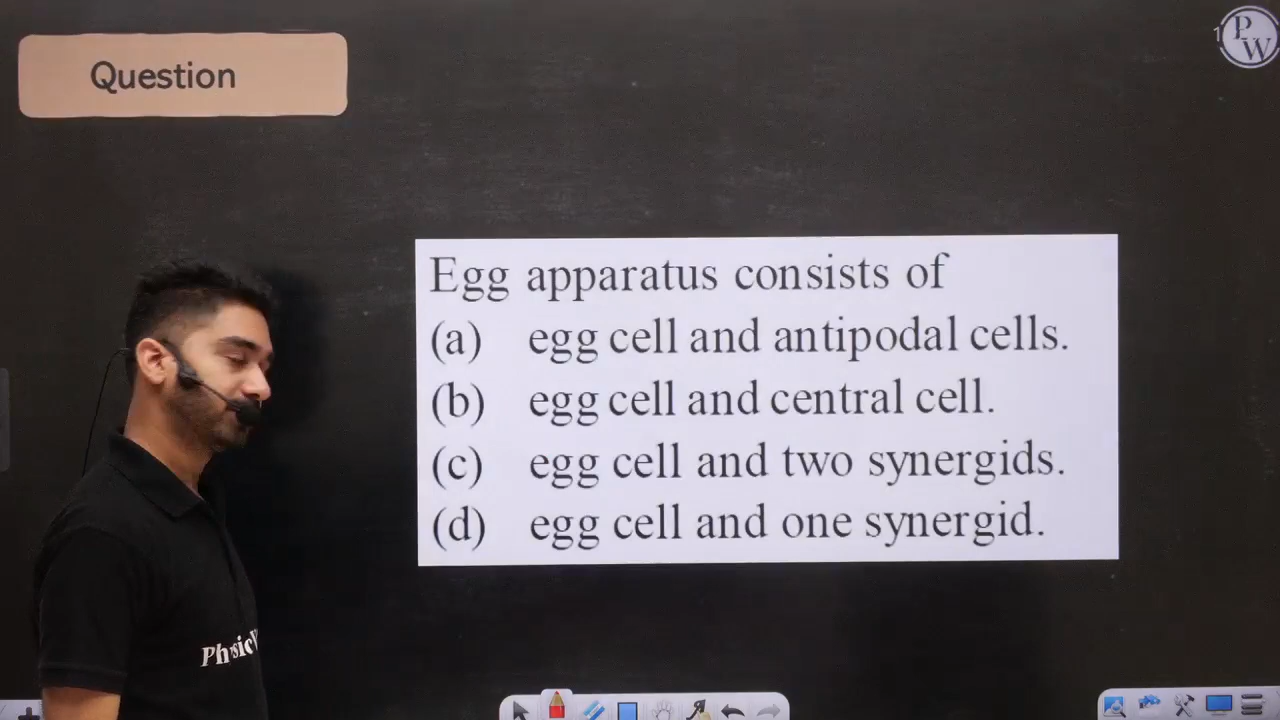 Question
PW
Egg apparatus consists of
(a) egg cell and antipodal cells.
(b) egg cell and central cell.
(c) egg cell and two synergids.
(d) egg cell and one synergid.